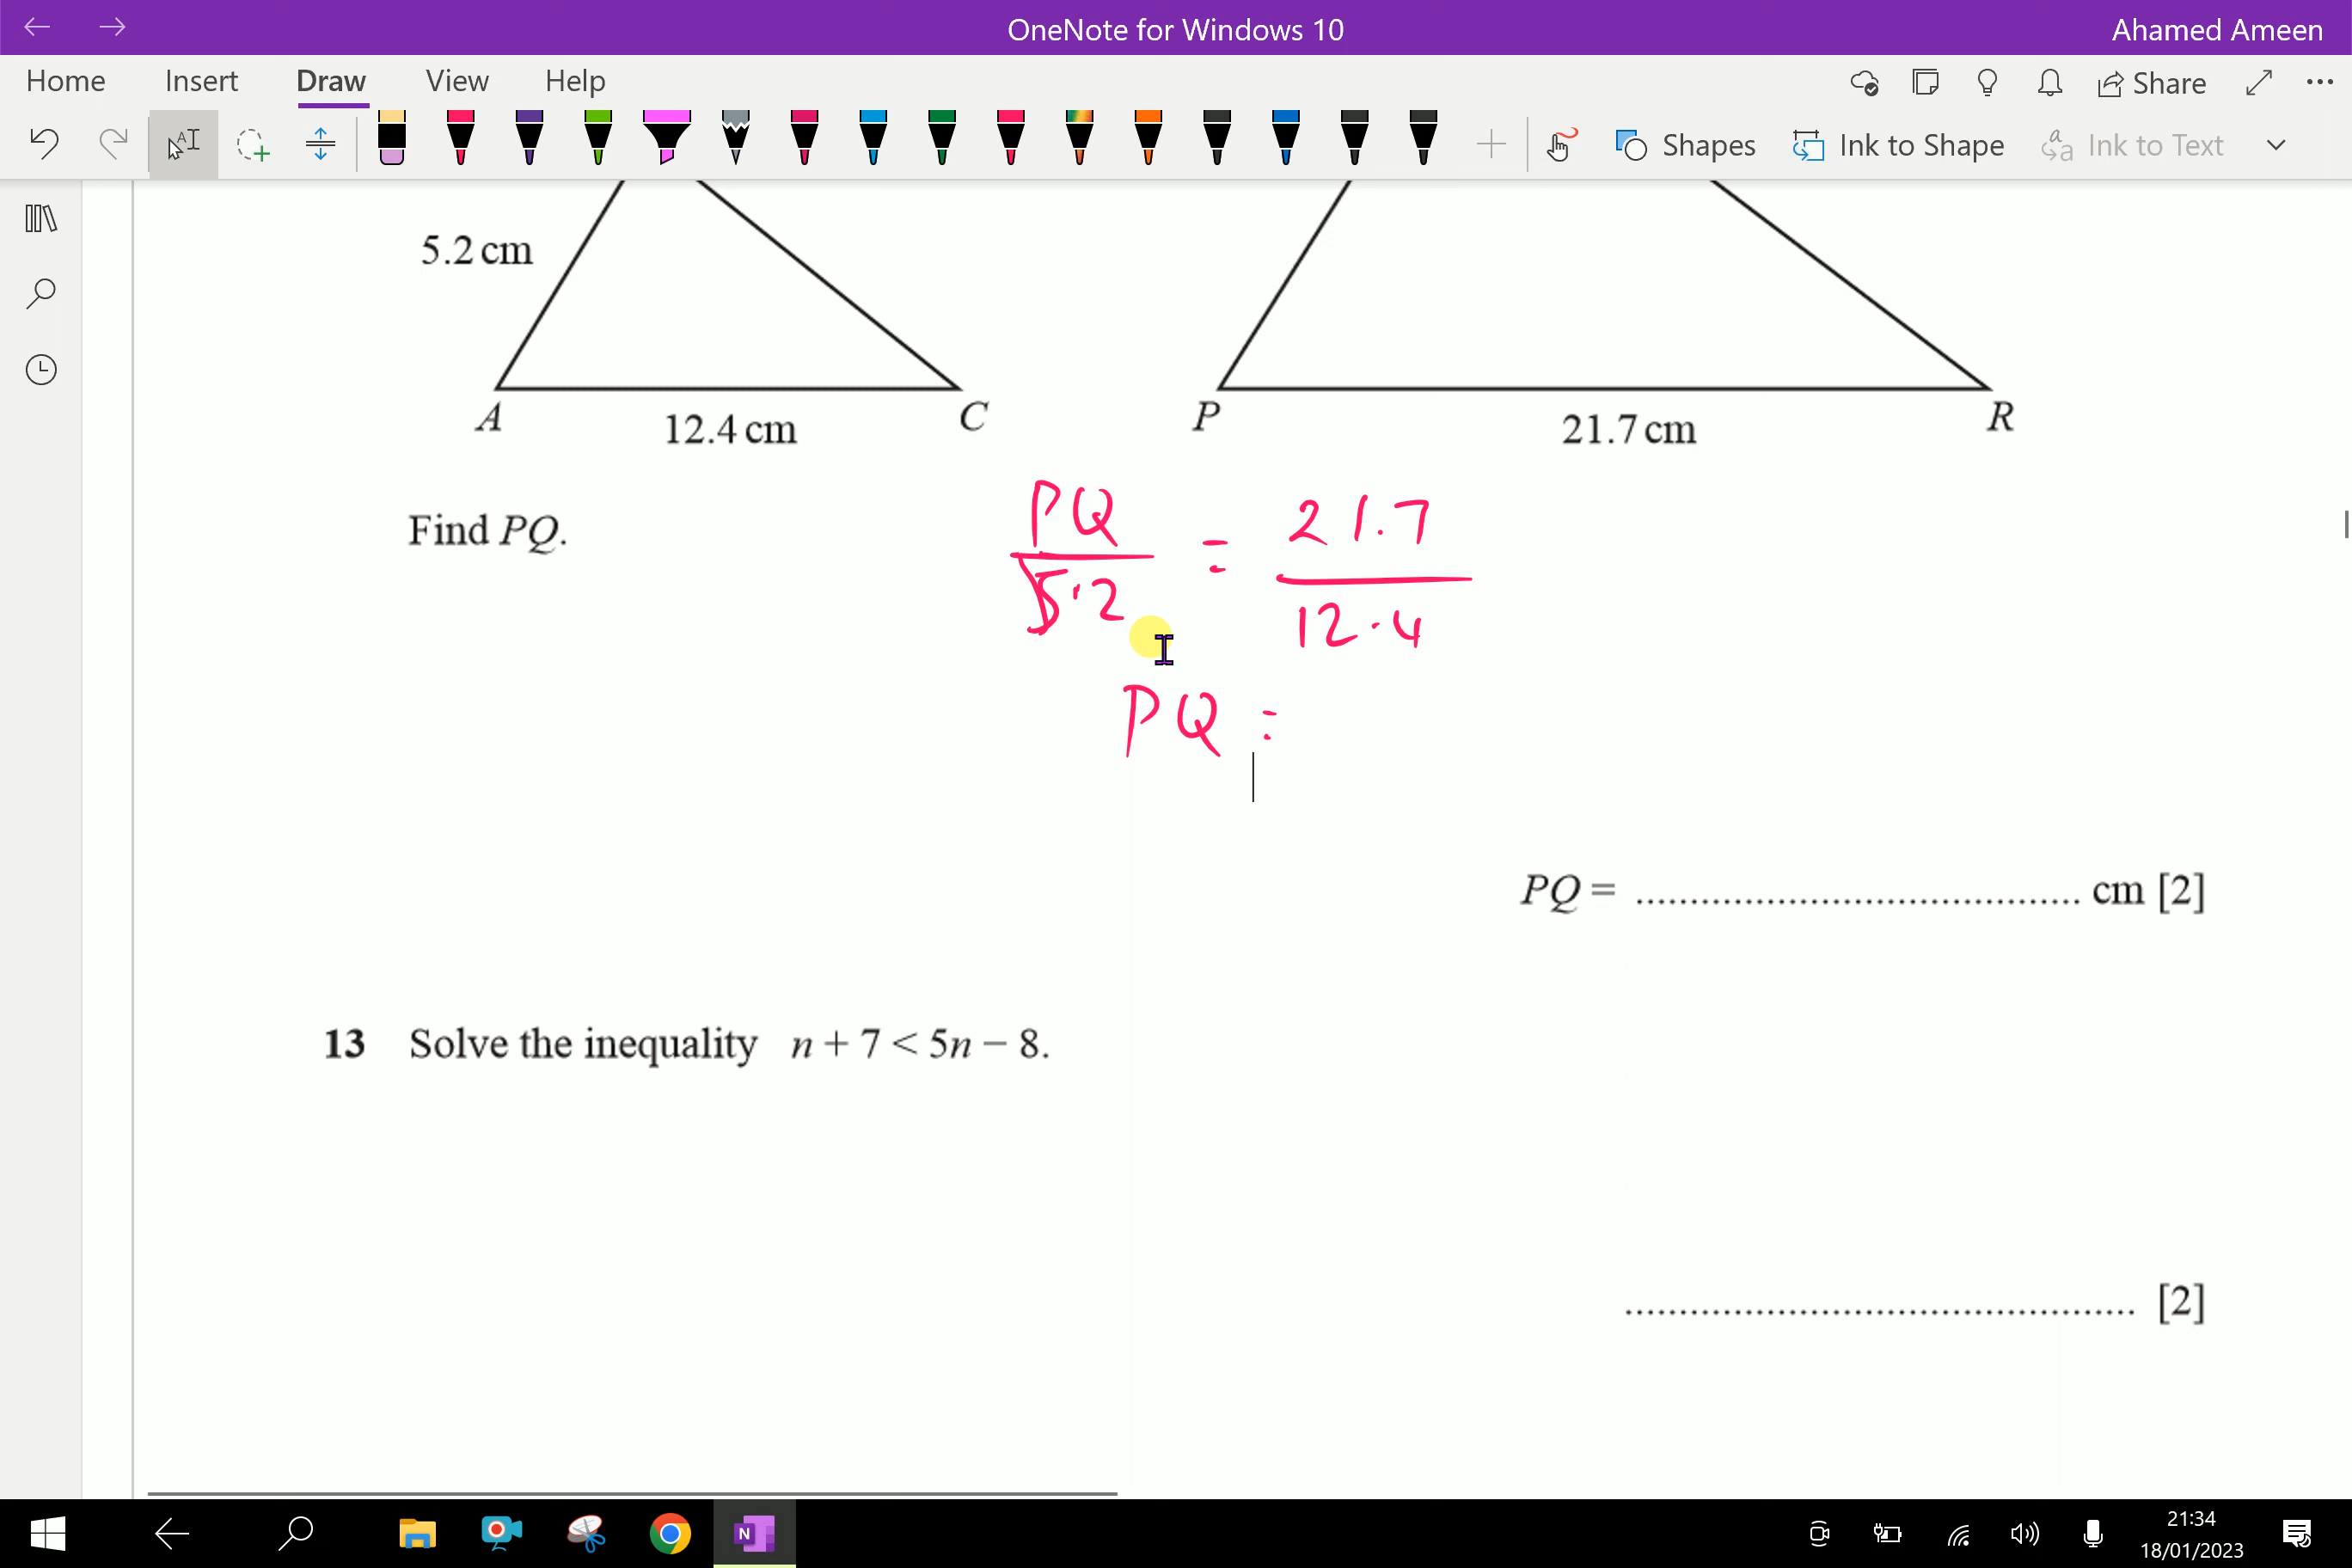 OneNote for Windows 10
Ahamed Ameen
Home Insert Draw View Help
Share
Shapes Ink to Shape Ink to Text
5.2 cm
A 12.4 cm C
P 21.7 cm R
Find PQ.
PQ/5.2 = 21.7/12.4
PQ =
PQ = ........................................ cm [2]
13 Solve the inequality n + 7 < 5n − 8.
.............................................. [2]
21:34
18/01/2023